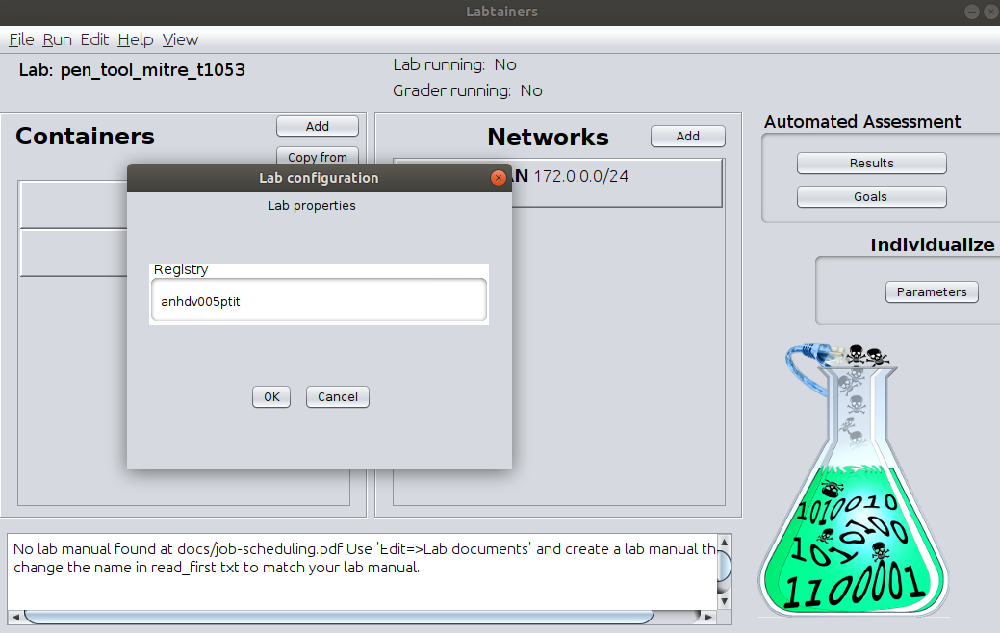 Labtainers
File Run Edit Help View
Lab: pen_tool_mitre_t1053
Lab running: No
Grader running: No
Containers
Add
Copy from
Networks
Add
AN 172.0.0.0/24
Automated Assessment
Results
Goals
Individualize
Parameters
Lab configuration
Lab properties
Registry
anhdv005ptit
OK
Cancel
No lab manual found at docs/job-scheduling.pdf Use 'Edit=>Lab documents' and create a lab manual th
change the name in read_first.txt to match your lab manual.
1010010
10100
101
1100001